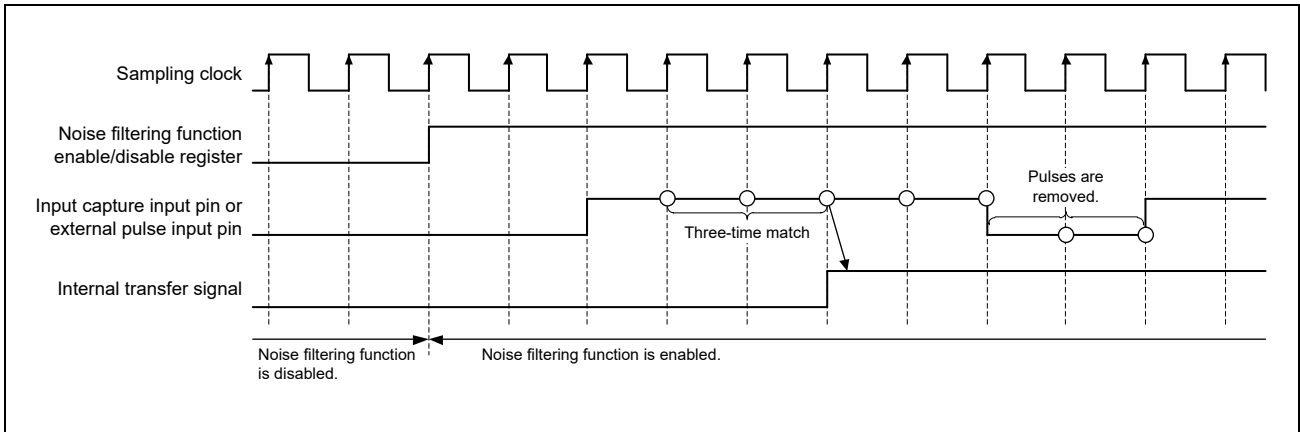 Sampling clock
Noise filtering function
enable/disable register
Input capture input pin or
external pulse input pin
Pulses are
removed.
Three-time match
Internal transfer signal
Noise filtering function
is disabled.
Noise filtering function is enabled.